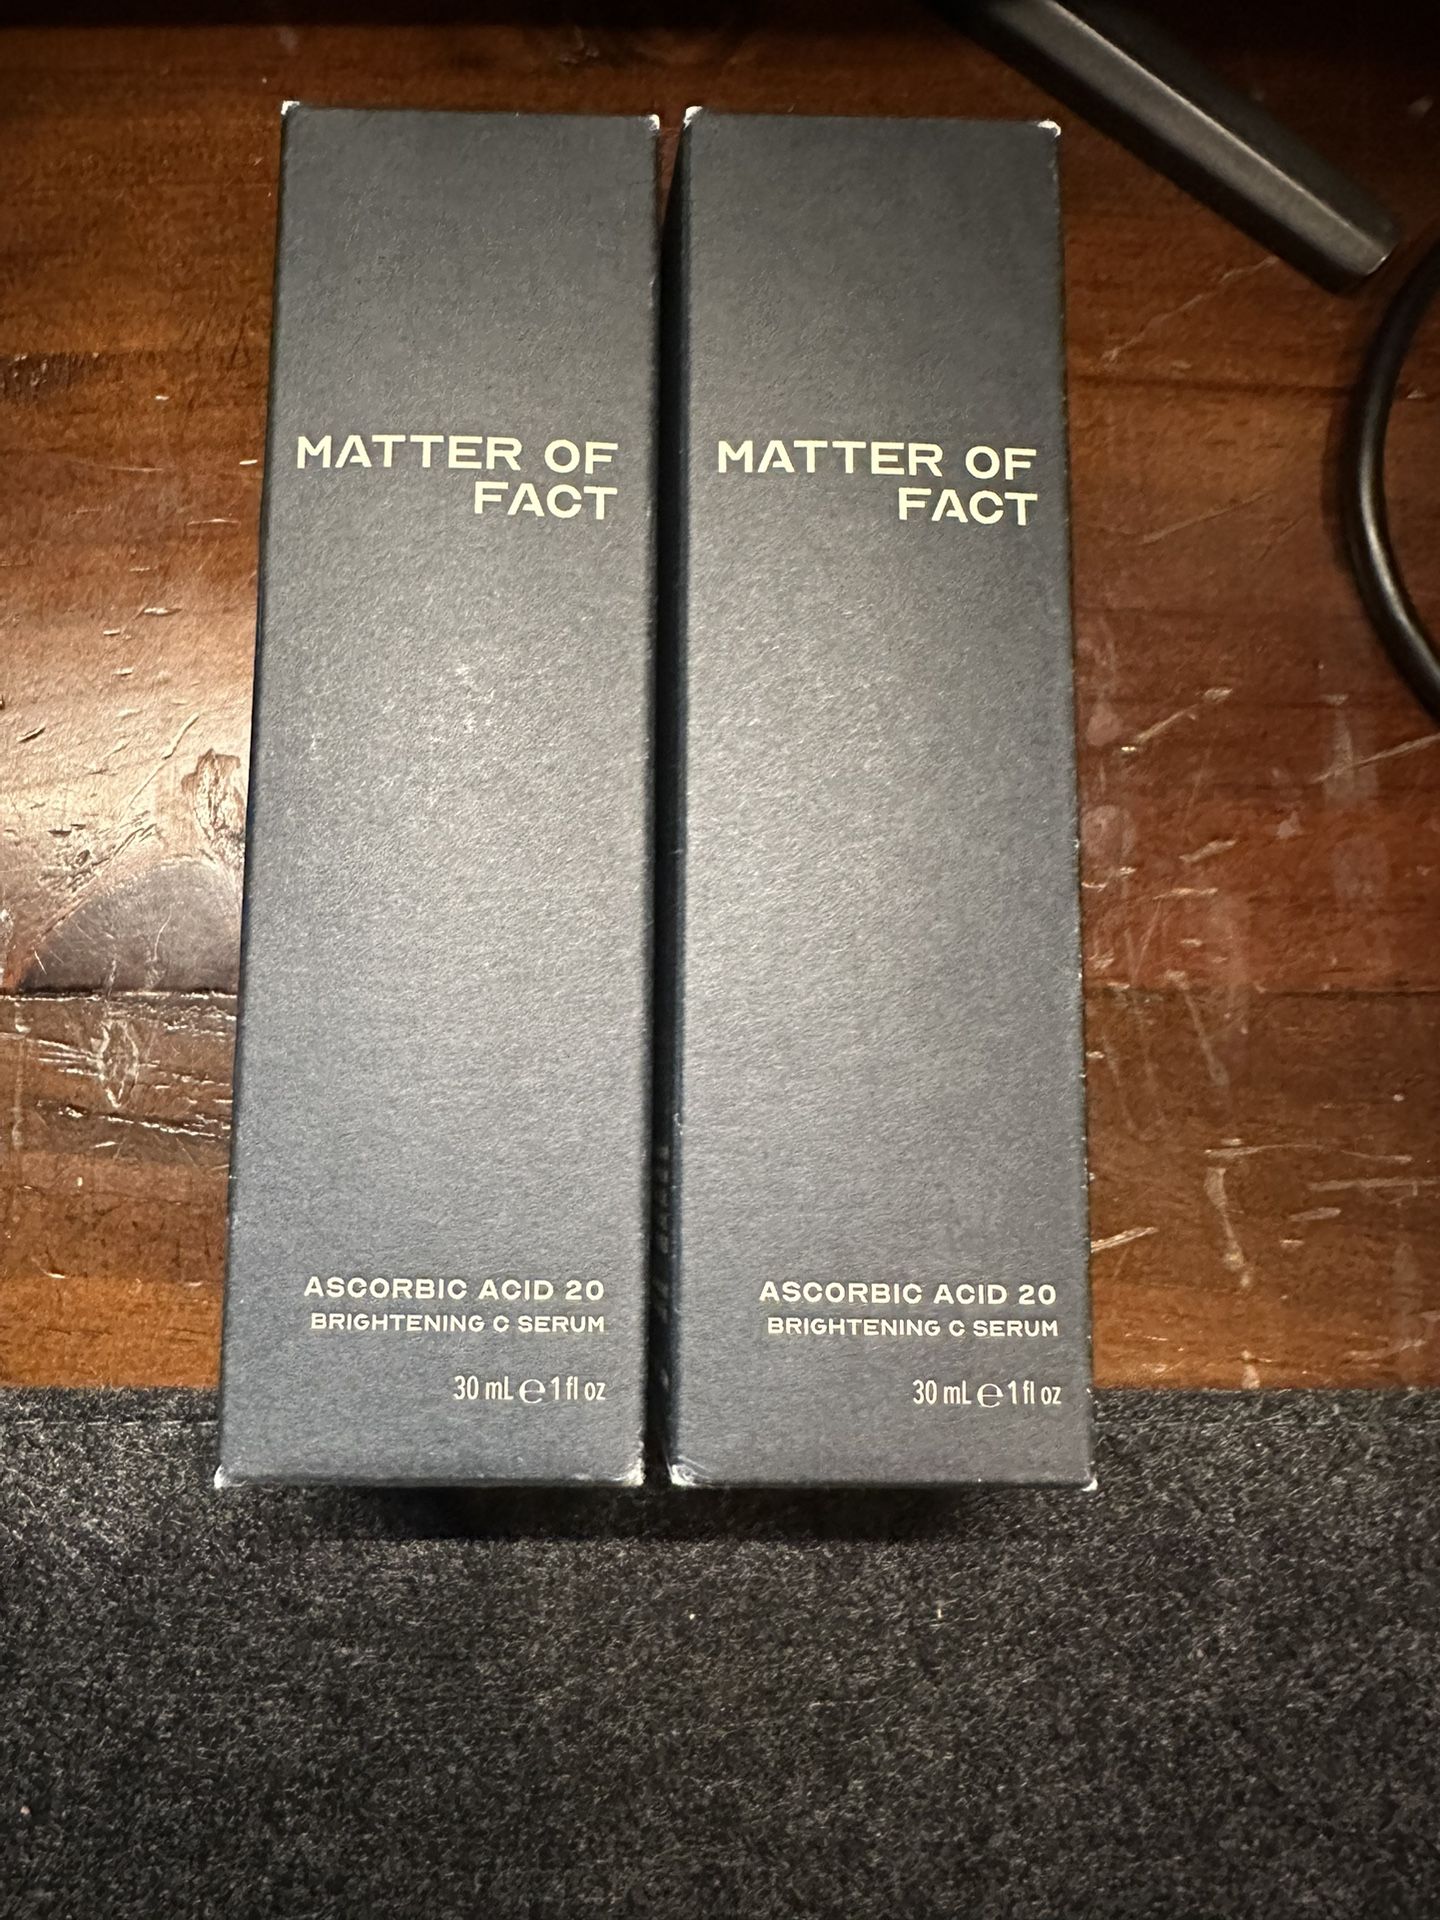 MATTER OF
FACT
ASCORBIC ACID 20
BRIGHTENING C SERUM
30 mL ℮ 1 fl oz
MATTER OF
FACT
ASCORBIC ACID 20
BRIGHTENING C SERUM
30 mL ℮ 1 fl oz